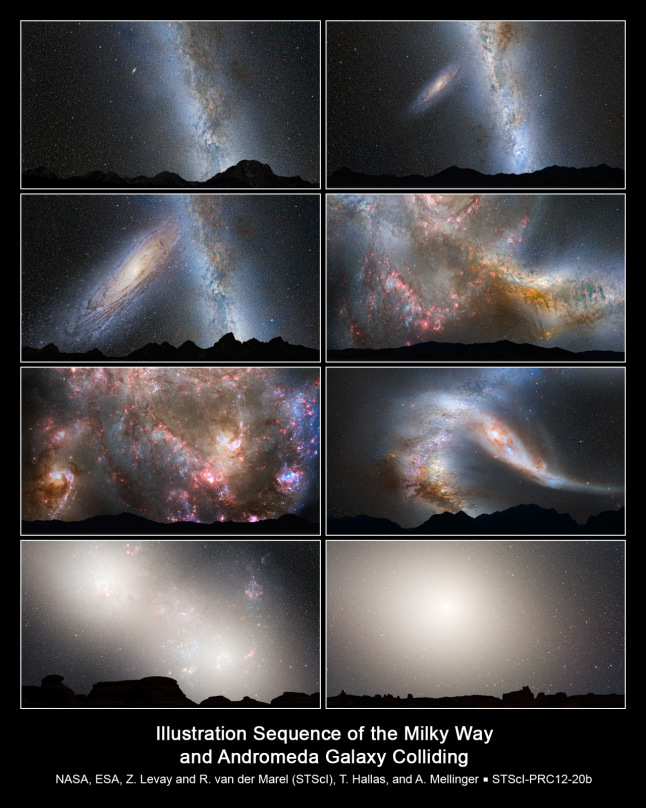 Illustration Sequence of the Milky Way
and Andromeda Galaxy Colliding
NASA, ESA, Z. Levay and R. van der Marel (STScI), T. Hallas, and A. Mellinger ▪ STScI-PRC12-20b